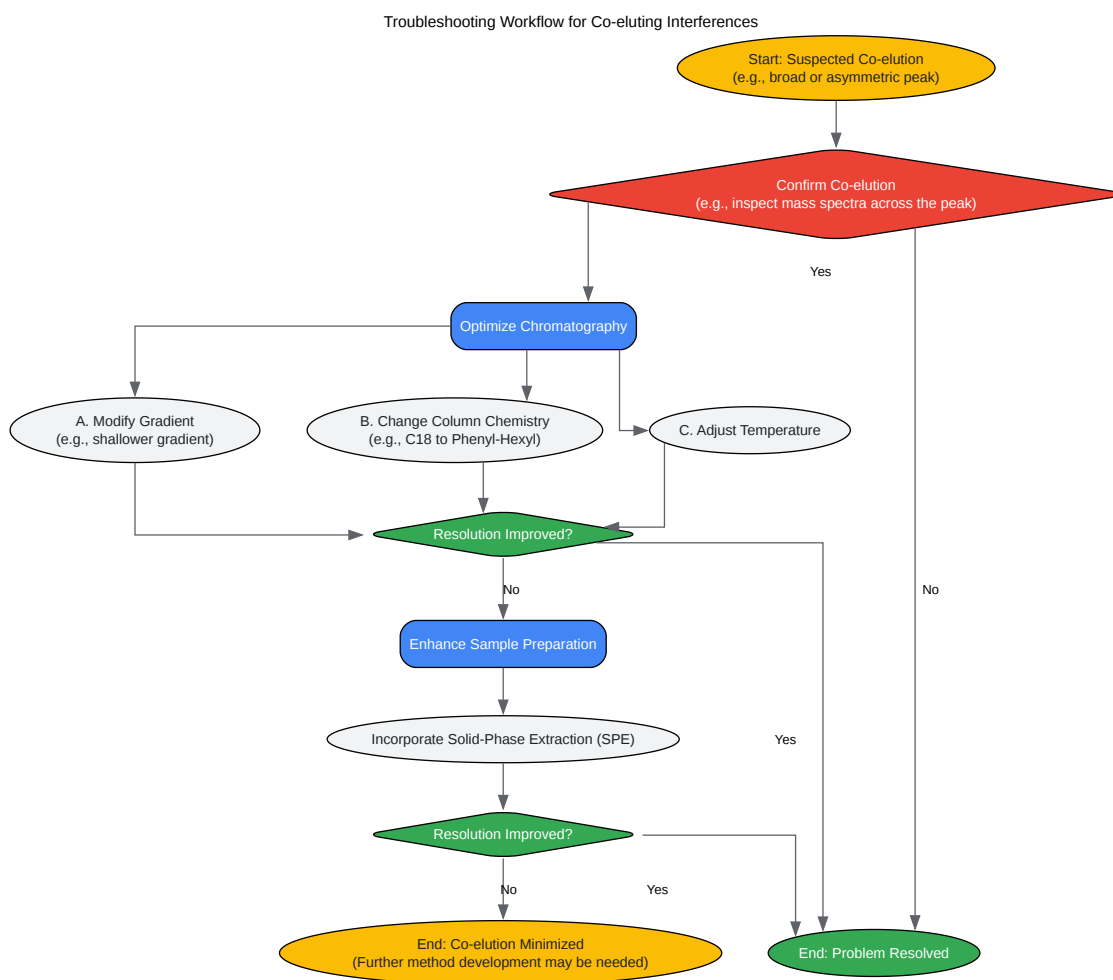 Troubleshooting Workflow for Co-eluting Interferences
Start: Suspected Co-elution
(e.g., broad or asymmetric peak)
Confirm Co-elution
(e.g., inspect mass spectra across the peak)
Yes
Optimize Chromatography
A. Modify Gradient
(e.g., shallower gradient)
B. Change Column Chemistry
(e.g., C18 to Phenyl-Hexyl)
C. Adjust Temperature
Resolution Improved?
No
No
Enhance Sample Preparation
Incorporate Solid-Phase Extraction (SPE)
Yes
Resolution Improved?
No
Yes
End: Co-elution Minimized
(Further method development may be needed)
End: Problem Resolved